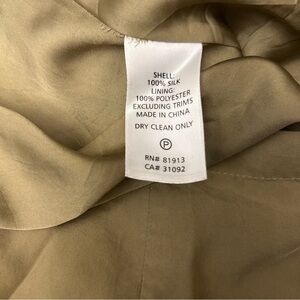 SHELL:
100% SILK
LINING:
100% POLYESTER
EXCLUDING TRIMS
MADE IN CHINA
DRY CLEAN ONLY
P
RN# 81913
CA# 31092